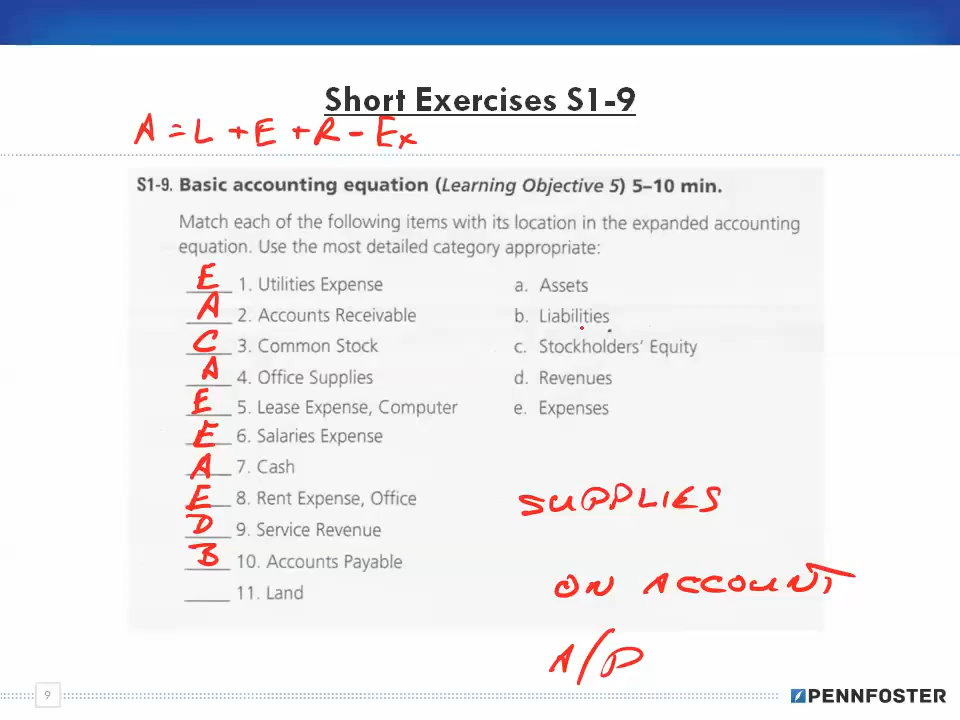 Short Exercises S1-9
A = L + E + R - Ex
S1-9. Basic accounting equation (Learning Objective 5) 5–10 min.
Match each of the following items with its location in the expanded accounting
equation. Use the most detailed category appropriate:
E 1. Utilities Expense
A 2. Accounts Receivable
C 3. Common Stock
A 4. Office Supplies
E 5. Lease Expense, Computer
E 6. Salaries Expense
A 7. Cash
E 8. Rent Expense, Office
D 9. Service Revenue
B 10. Accounts Payable
____ 11. Land
a. Assets
b. Liabilities
c. Stockholders' Equity
d. Revenues
e. Expenses
SUPPLIES
ON ACCOUNT
A/P
9
PENNFOSTER